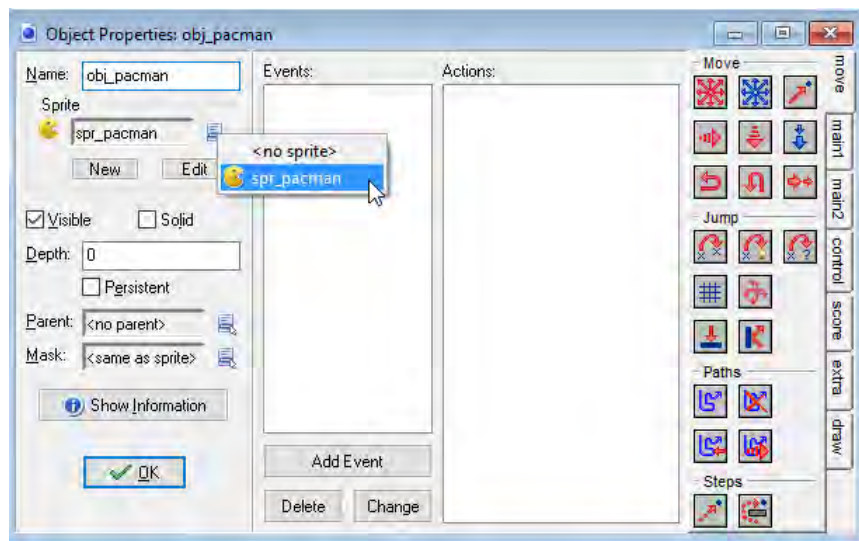 Object Properties: obj_pacman
Name: obj_pacman
Sprite
spr_pacman
<no sprite>
spr_pacman
New Edit
Visible Solid
Depth: 0
Persistent
Parent: <no parent>
Mask: <same as sprite>
Show Information
OK
Events:
Add Event
Delete Change
Actions:
Move
Jump
Paths
Steps
move
main1
main2
control
score
extra
draw